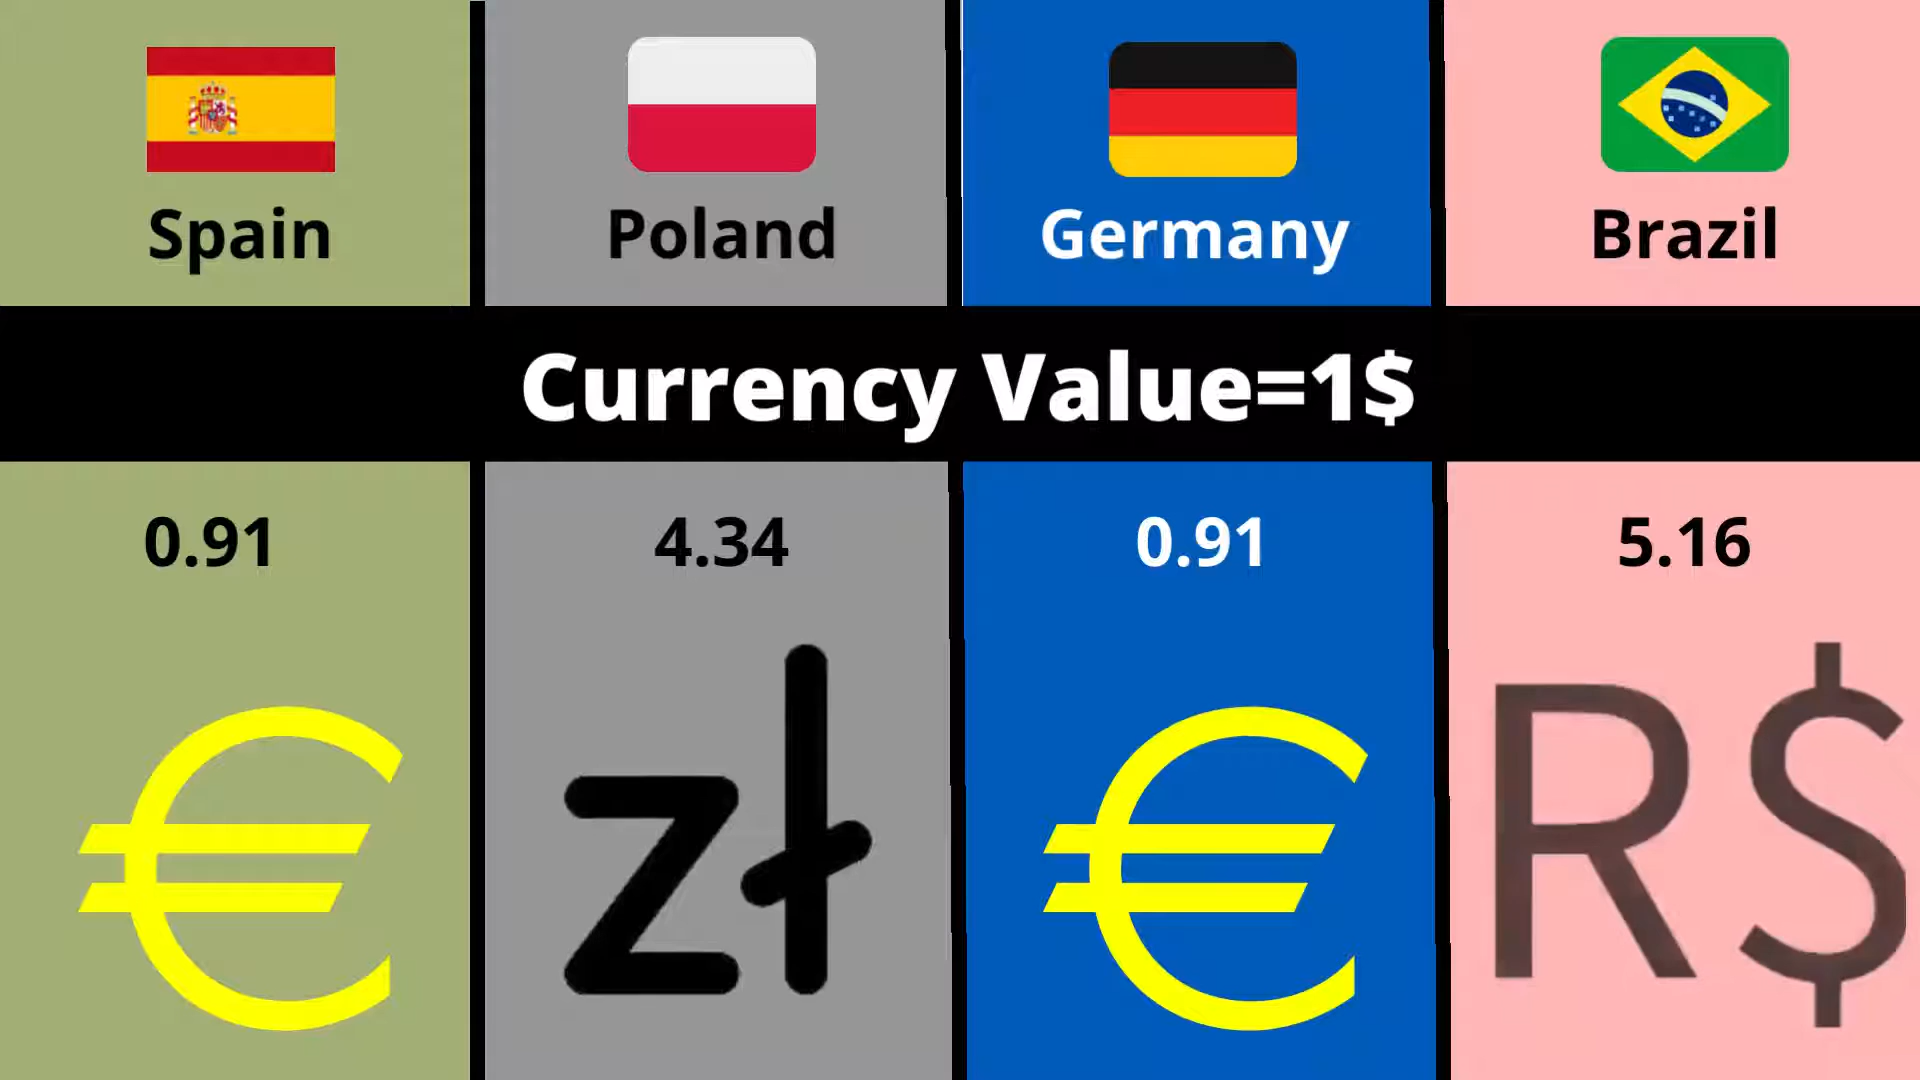 Spain
Poland
Germany
Brazil
Currency Value=1$
0.91
4.34
0.91
5.16
€
zł
€
R$